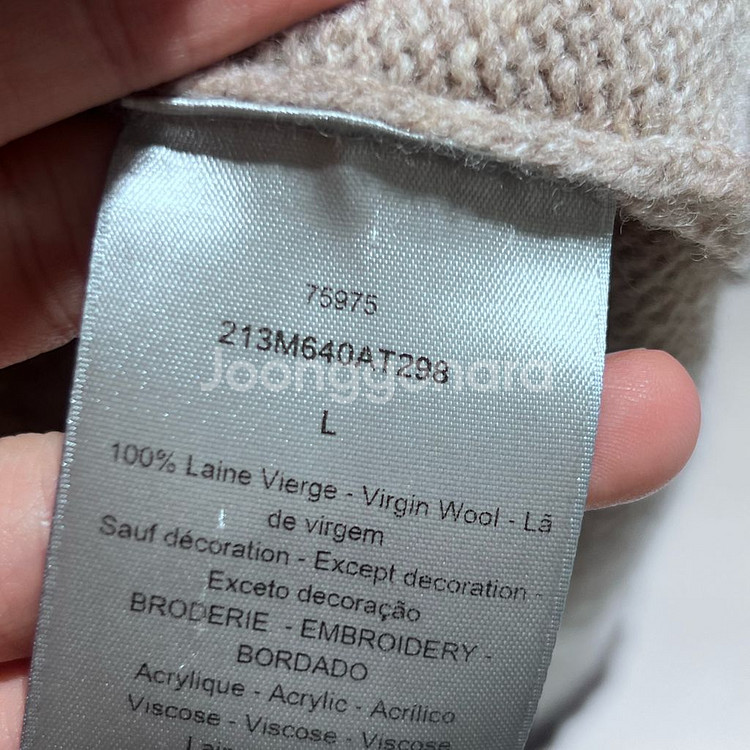 75975
213M640AT298
Joonggonara
L
100% Laine Vierge - Virgin Wool - Lã
de virgem
Sauf décoration - Except decoration -
Exceto decoração
BRODERIE - EMBROIDERY -
BORDADO
Acrylique - Acrylic - Acrílico
Viscose - Viscose - Viscose